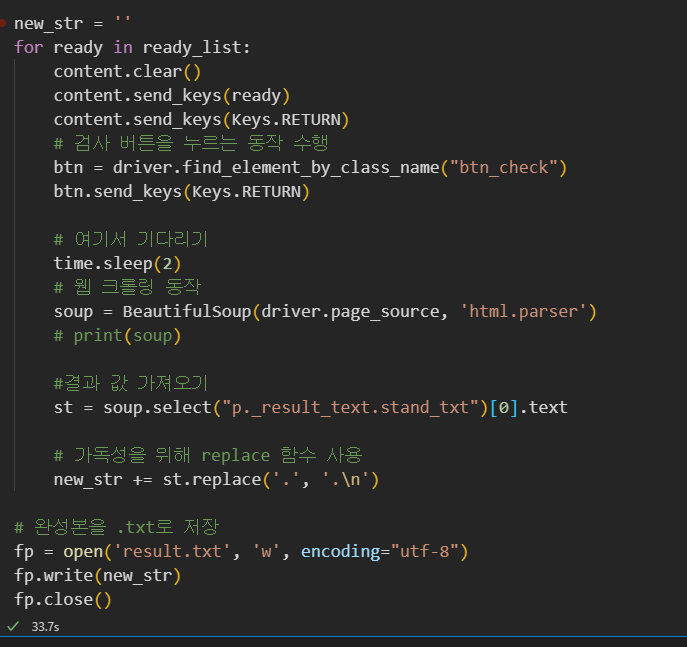 new_str = ''
for ready in ready_list:
    content.clear()
    content.send_keys(ready)
    content.send_keys(Keys.RETURN)
    # 검사 버튼을 누르는 동작 수행
    btn = driver.find_element_by_class_name("btn_check")
    btn.send_keys(Keys.RETURN)
    # 여기서 기다리기
    time.sleep(2)
    # 웹 크롤링 동작
    soup = BeautifulSoup(driver.page_source, 'html.parser')
    # print(soup)
    #결과 값 가져오기
    st = soup.select("p._result_text.stand_txt")[0].text
    # 가독성을 위해 replace 함수 사용
    new_str += st.replace('.', '.\n')
# 완성본을 .txt로 저장
fp = open('result.txt', 'w', encoding="utf-8")
fp.write(new_str)
fp.close()
33.7s